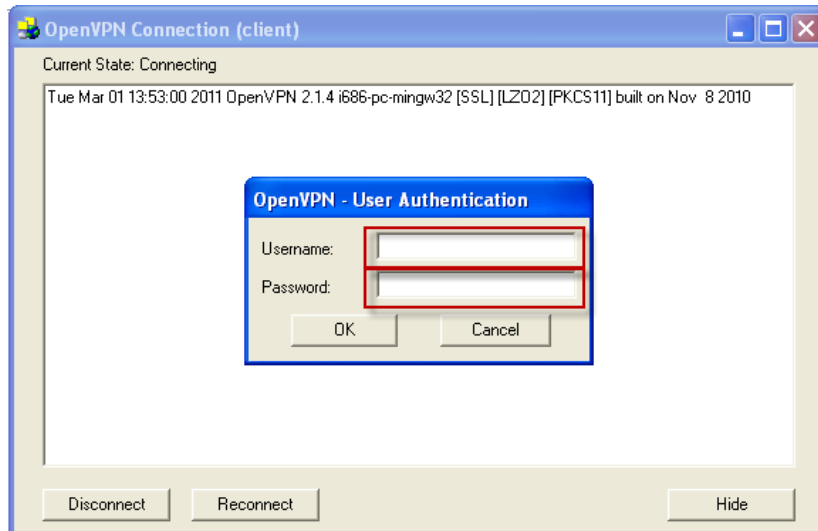 OpenVPN Connection (client)
Current State: Connecting
Tue Mar 01 13:53:00 2011 OpenVPN 2.1.4 i686-pc-mingw32 [SSL] [LZO2] [PKCS11] built on Nov  8 2010
OpenVPN - User Authentication
Username:
Password:
OK Cancel
Disconnect Reconnect Hide